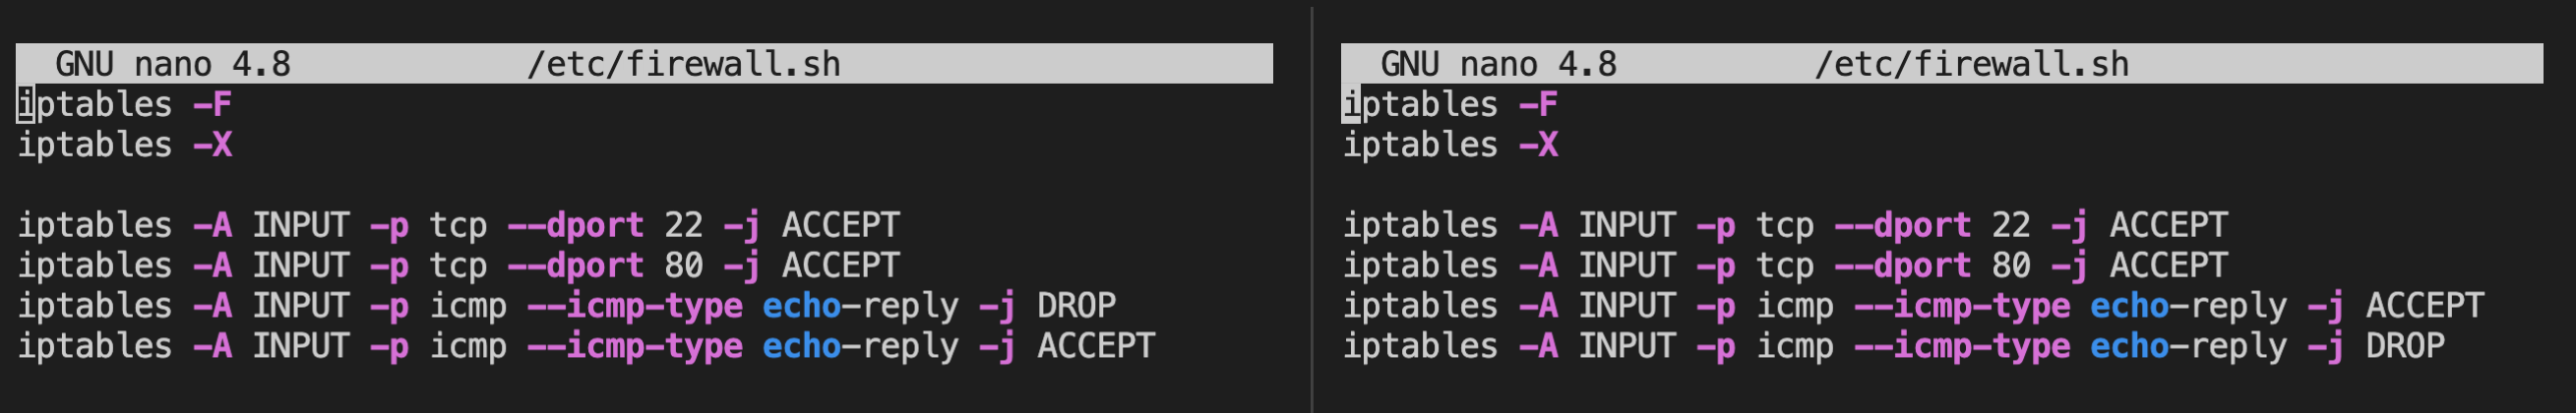 GNU nano 4.8 /etc/firewall.sh
iptables -F
iptables -X
iptables -A INPUT -p tcp --dport 22 -j ACCEPT
iptables -A INPUT -p tcp --dport 80 -j ACCEPT
iptables -A INPUT -p icmp --icmp-type echo-reply -j DROP
iptables -A INPUT -p icmp --icmp-type echo-reply -j ACCEPT
GNU nano 4.8 /etc/firewall.sh
iptables -F
iptables -X
iptables -A INPUT -p tcp --dport 22 -j ACCEPT
iptables -A INPUT -p tcp --dport 80 -j ACCEPT
iptables -A INPUT -p icmp --icmp-type echo-reply -j ACCEPT
iptables -A INPUT -p icmp --icmp-type echo-reply -j DROP